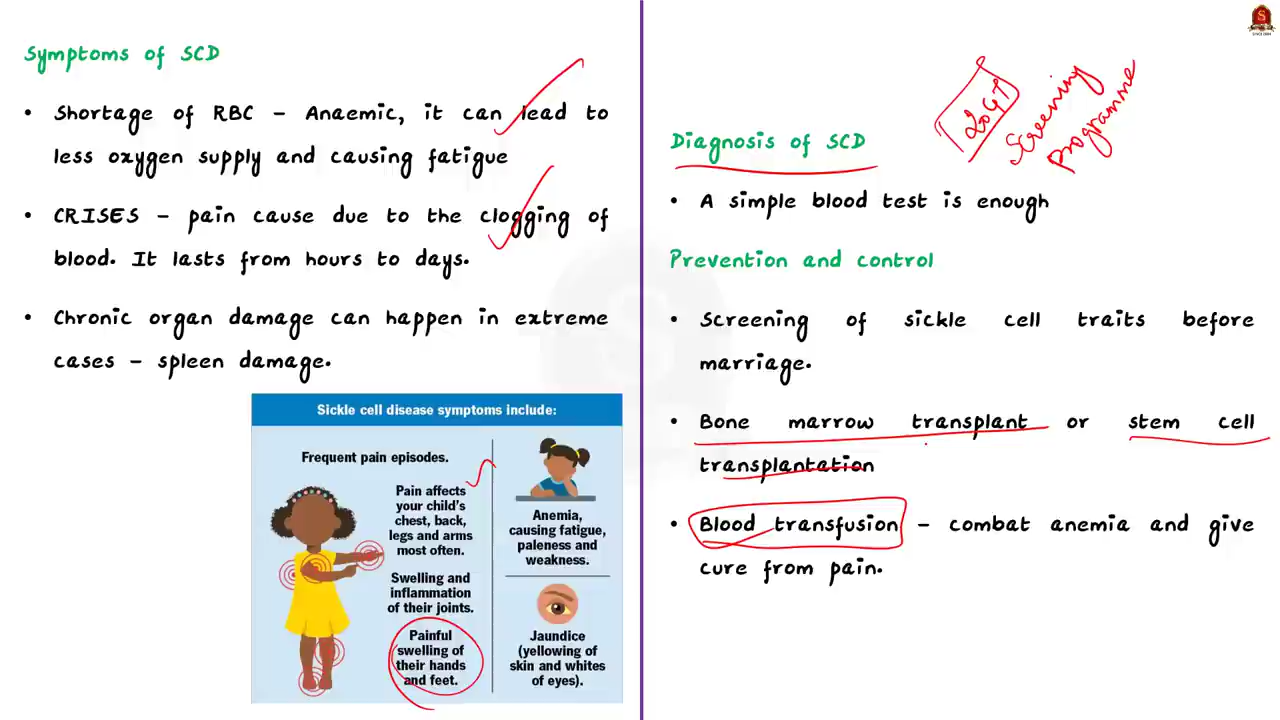 Symptoms of SCD
• Shortage of RBC – Anaemic, it can lead to
less oxygen supply and causing fatigue
• CRISES – pain cause due to the clogging of
blood. It lasts from hours to days.
• Chronic organ damage can happen in extreme
cases – spleen damage.
Sickle cell disease symptoms include:
Frequent pain episodes.
Pain affects
your child's
chest, back,
legs and arms
most often.
Swelling and
inflammation
of their joints.
Painful
swelling of
their hands
and feet.
Anemia,
causing fatigue,
paleness and
weakness.
Jaundice
(yellowing of
skin and whites
of eyes).
Screening
programme
Diagnosis of SCD
• A simple blood test is enough
Prevention and control
• Screening of sickle cell traits before
marriage.
• Bone marrow transplant or stem cell
transplantation
• Blood transfusion – combat anemia and give
cure from pain.